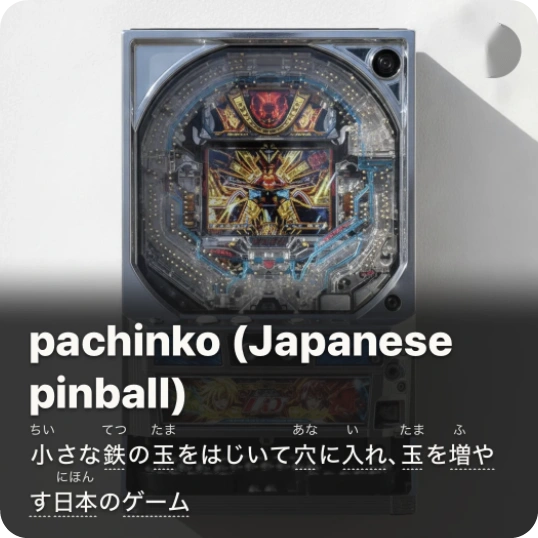 pachinko (Japanese
pinball)
ちい てつ たま あな い たま ふ
小さな鉄の玉をはじいて穴に入れ、玉を増や
にほん
す日本のゲーム